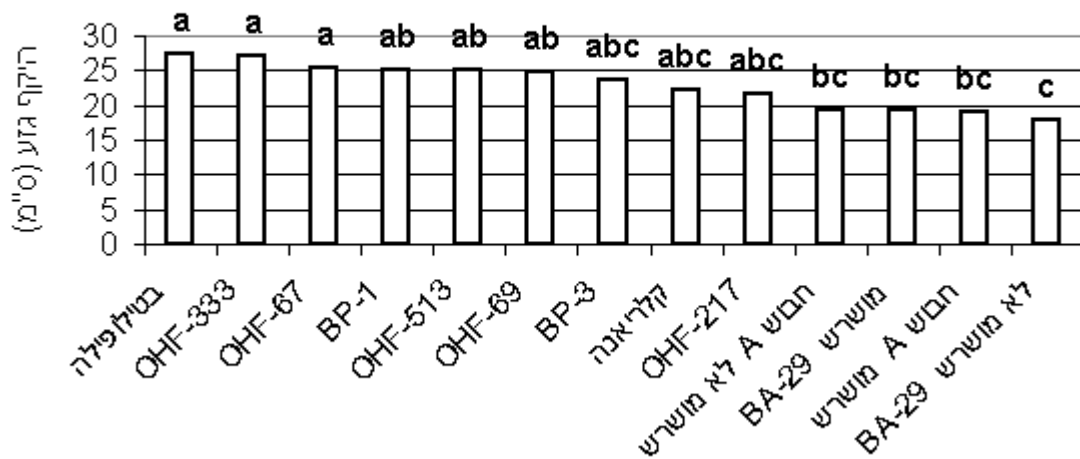 היקף גזע (ס"מ)
30
25
20
15
10
5
0
a
a
a
ab
ab
ab
abc
abc
abc
bc
bc
bc
c
בטילופילה
OHF-333
OHF-67
BP-1
OHF-513
OHF-69
BP-3
קלריאנה
OHF-217
חבוש A לא מושרש
BA-29 מושרש
חבוש A מושרש
BA-29 לא מושרש